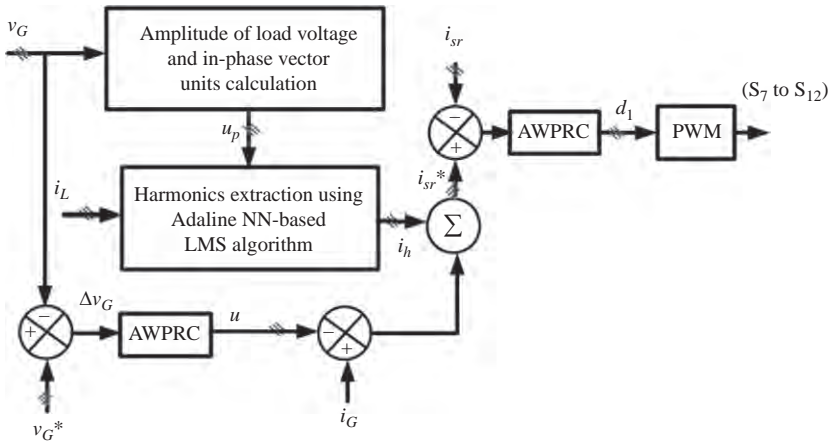 v_G
Amplitude of load voltage
and in-phase vector
units calculation
i_sr
(S_7 to S_12)
−
+
AWPRC
d_1
PWM
u_p
i_sr*
i_L
Harmonics extraction using
Adaline NN-based
LMS algorithm
i_h
Σ
−
+
Δv_G
AWPRC
u
−
+
v_G*
i_G